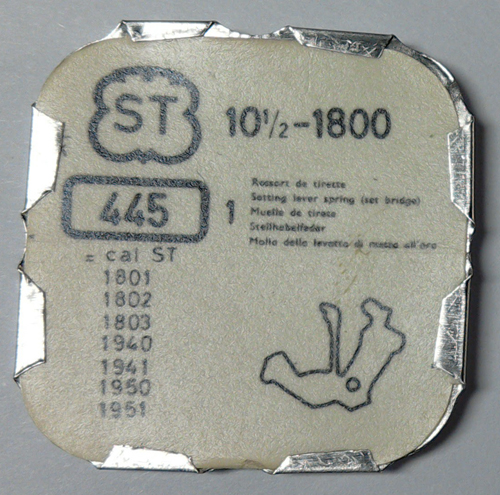 ST
10½-1800
445
1
Ressort de tirette
Setting lever spring (set bridge)
Muelle de tirete
Stellhebelfeder
Molla della levetta di messa all'ora
= cal ST
1801
1802
1803
1940
1941
1950
1951